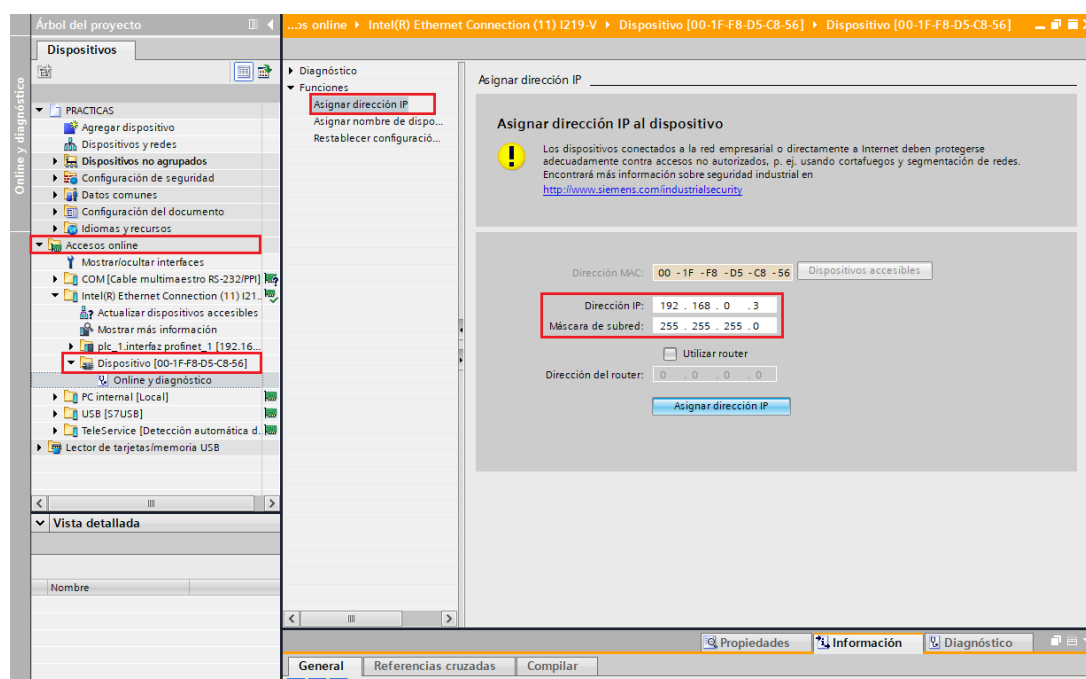 Árbol del proyecto
...os online ▸ Intel(R) Ethernet Connection (11) I219-V ▸ Dispositivo [00-1F-F8-D5-C8-56] ▸ Dispositivo [00-1F-F8-D5-C8-56]
Dispositivos
Online y diagnóstico
PRACTICAS
Agregar dispositivo
Dispositivos y redes
Dispositivos no agrupados
Configuración de seguridad
Datos comunes
Configuración del documento
Idiomas y recursos
Accesos online
Mostrar/ocultar interfaces
COM [Cable multimaestro RS-232/PPI]
Intel(R) Ethernet Connection (11) I21..
Actualizar dispositivos accesibles
Mostrar más información
plc_1.interfaz profinet_1 [192.16...
Dispositivo [00-1F-F8-D5-C8-56]
Online y diagnóstico
PC internal [Local]
USB [S7USB]
TeleService [Detección automática d..
Lector de tarjetas/memoria USB
Vista detallada
Nombre
Diagnóstico
Funciones
Asignar dirección IP
Asignar nombre de dispo...
Restablecer configuració...
Asignar dirección IP
Asignar dirección IP al dispositivo
Los dispositivos conectados a la red empresarial o directamente a Internet deben protegerse
adecuadamente contra accesos no autorizados, p. ej. usando cortafuegos y segmentación de redes.
Encontrará más información sobre seguridad industrial en
http://www.siemens.com/industrialsecurity
Dirección MAC: 00 -1F -F8 -D5 -C8 -56 Dispositivos accesibles
Dirección IP: 192 . 168 . 0 . 3
Máscara de subred: 255 . 255 . 255 . 0
Utilizar router
Dirección del router: 0 . 0 . 0 . 0
Asignar dirección IP
Propiedades Información Diagnóstico
General Referencias cruzadas Compilar